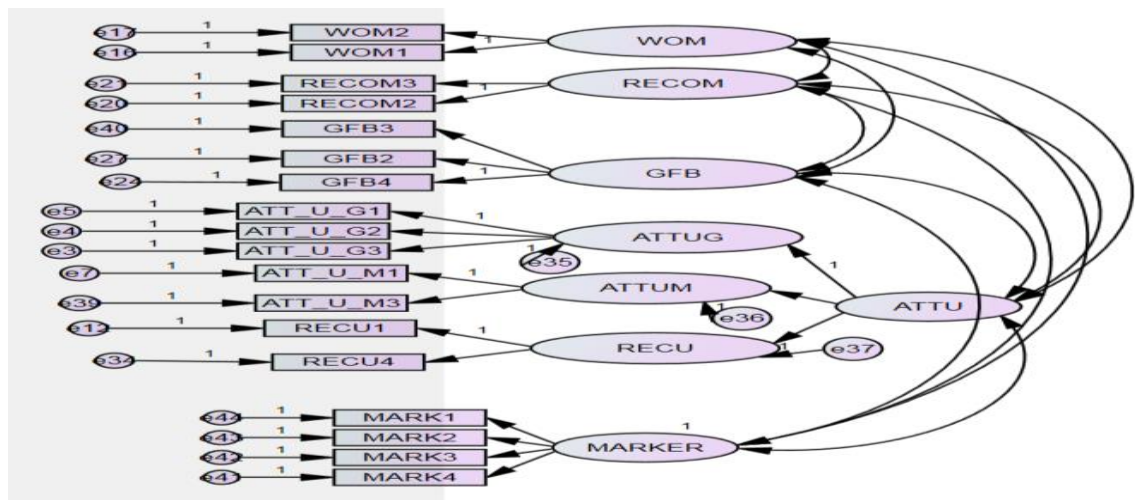 e17 1 WOM2 1 WOM
e16 1 WOM1
e21 1 RECOM3 RECOM
e20 1 RECOM2 1
e40 1 GFB3
e27 1 GFB2 GFB
e24 1 GFB4 1
e5 1 ATT_U_G1 1
e4 1 ATT_U_G2 ATTUG
e3 1 ATT_U_G3 1 e35
e7 1 ATT_U_M1 1 ATTUM 1
e39 1 ATT_U_M3 1 e36 ATTU
e12 1 RECU1 1 RECU 1 e37
e34 1 RECU4
e44 1 MARK1 1
e43 1 MARK2 MARKER
e42 1 MARK3
e41 1 MARK4